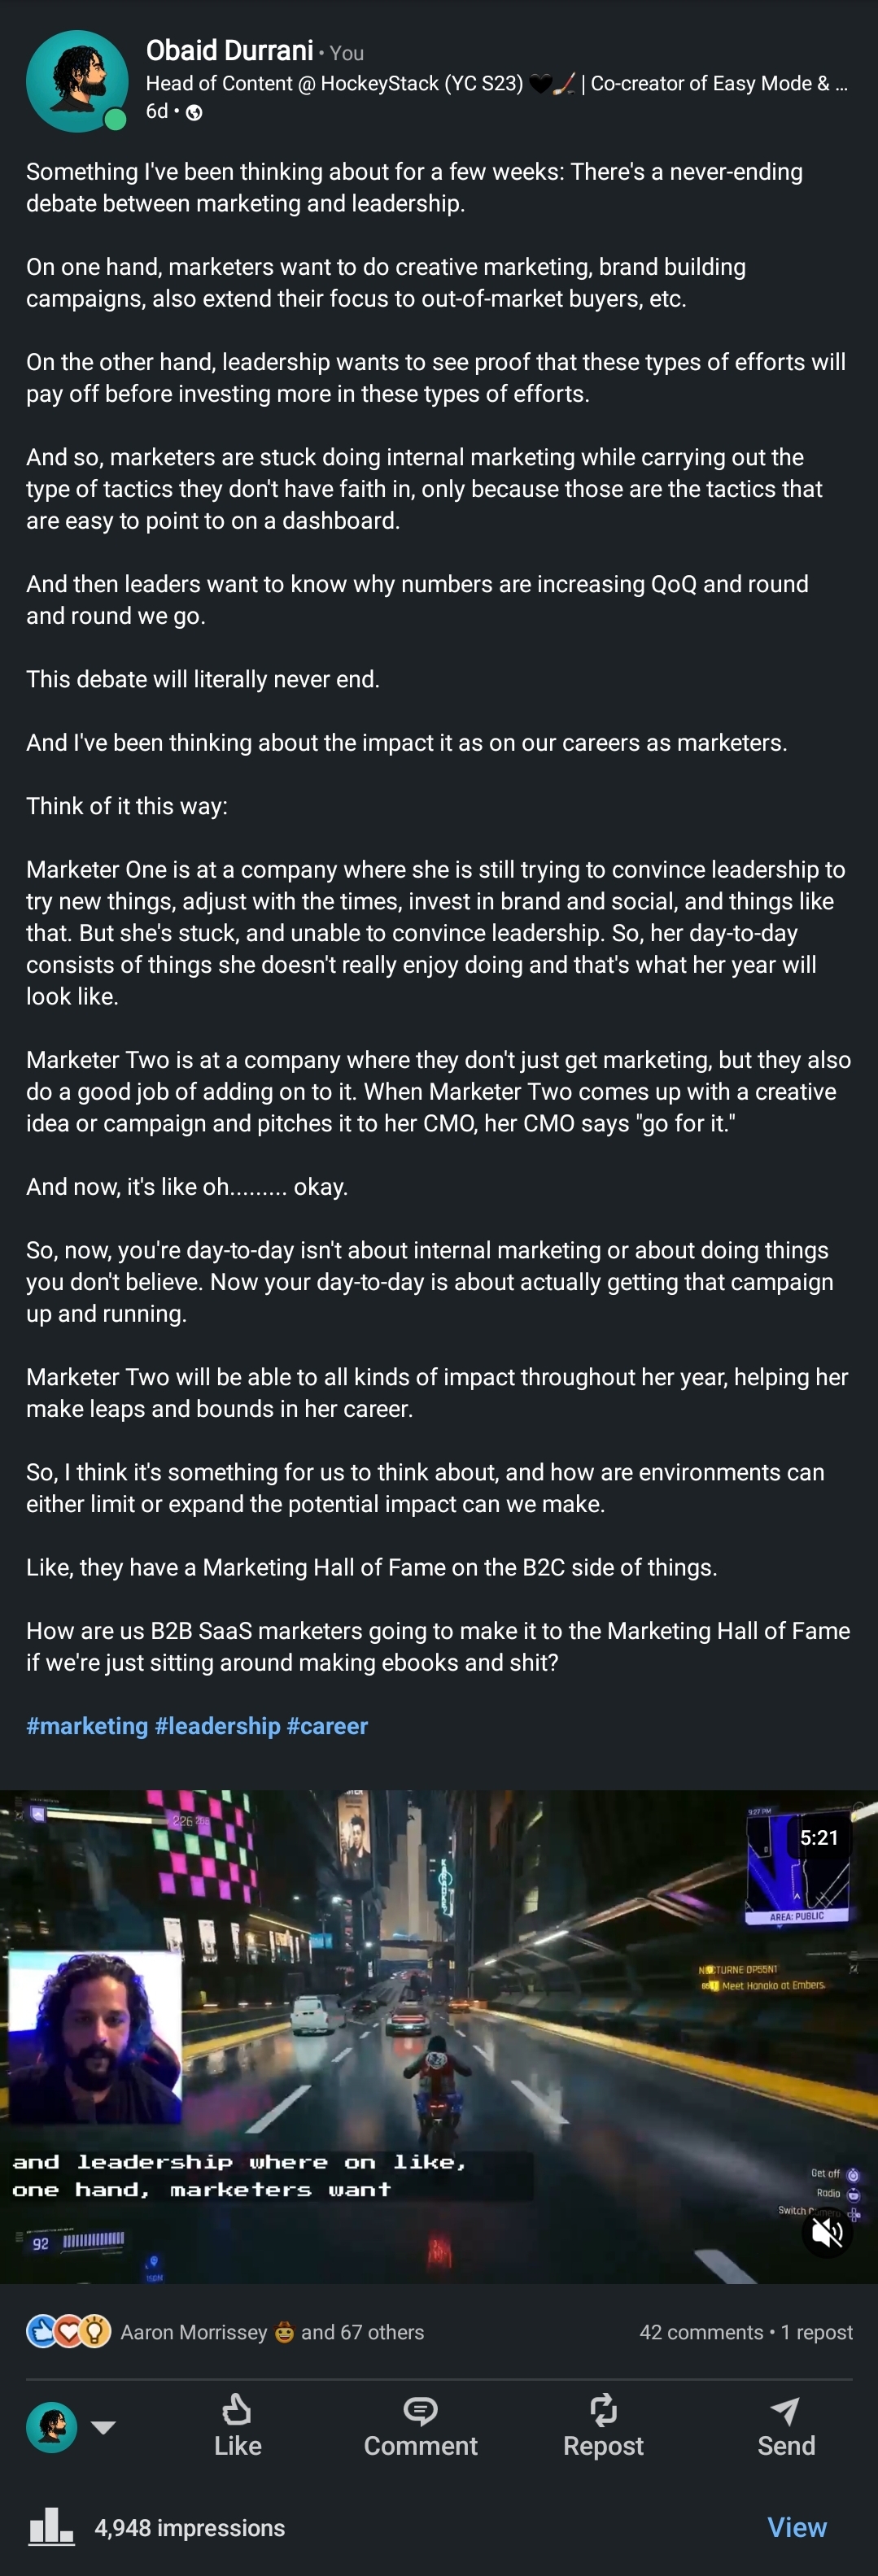 Obaid Durrani • You
Head of Content @ HockeyStack (YC S23) 🖤🏒 | Co-creator of Easy Mode & ...
6d •
Something I've been thinking about for a few weeks: There's a never-ending
debate between marketing and leadership.
On one hand, marketers want to do creative marketing, brand building
campaigns, also extend their focus to out-of-market buyers, etc.
On the other hand, leadership wants to see proof that these types of efforts will
pay off before investing more in these types of efforts.
And so, marketers are stuck doing internal marketing while carrying out the
type of tactics they don't have faith in, only because those are the tactics that
are easy to point to on a dashboard.
And then leaders want to know why numbers are increasing QoQ and round
and round we go.
This debate will literally never end.
And I've been thinking about the impact it as on our careers as marketers.
Think of it this way:
Marketer One is at a company where she is still trying to convince leadership to
try new things, adjust with the times, invest in brand and social, and things like
that. But she's stuck, and unable to convince leadership. So, her day-to-day
consists of things she doesn't really enjoy doing and that's what her year will
look like.
Marketer Two is at a company where they don't just get marketing, but they also
do a good job of adding on to it. When Marketer Two comes up with a creative
idea or campaign and pitches it to her CMO, her CMO says "go for it."
And now, it's like oh......... okay.
So, now, you're day-to-day isn't about internal marketing or about doing things
you don't believe. Now your day-to-day is about actually getting that campaign
up and running.
Marketer Two will be able to all kinds of impact throughout her year, helping her
make leaps and bounds in her career.
So, I think it's something for us to think about, and how are environments can
either limit or expand the potential impact can we make.
Like, they have a Marketing Hall of Fame on the B2C side of things.
How are us B2B SaaS marketers going to make it to the Marketing Hall of Fame
if we're just sitting around making ebooks and shit?
#marketing #leadership #career
226
9:27 PM
5:21
AREA: PUBLIC
NOCTURNE OP55N1
Meet Hanako at Embers.
and leadership where on like,
one hand, marketers want
Get off
Radio
Switch Camera
92
Aaron Morrissey 🤠 and 67 others
42 comments • 1 repost
Like
Comment
Repost
Send
4,948 impressions
View